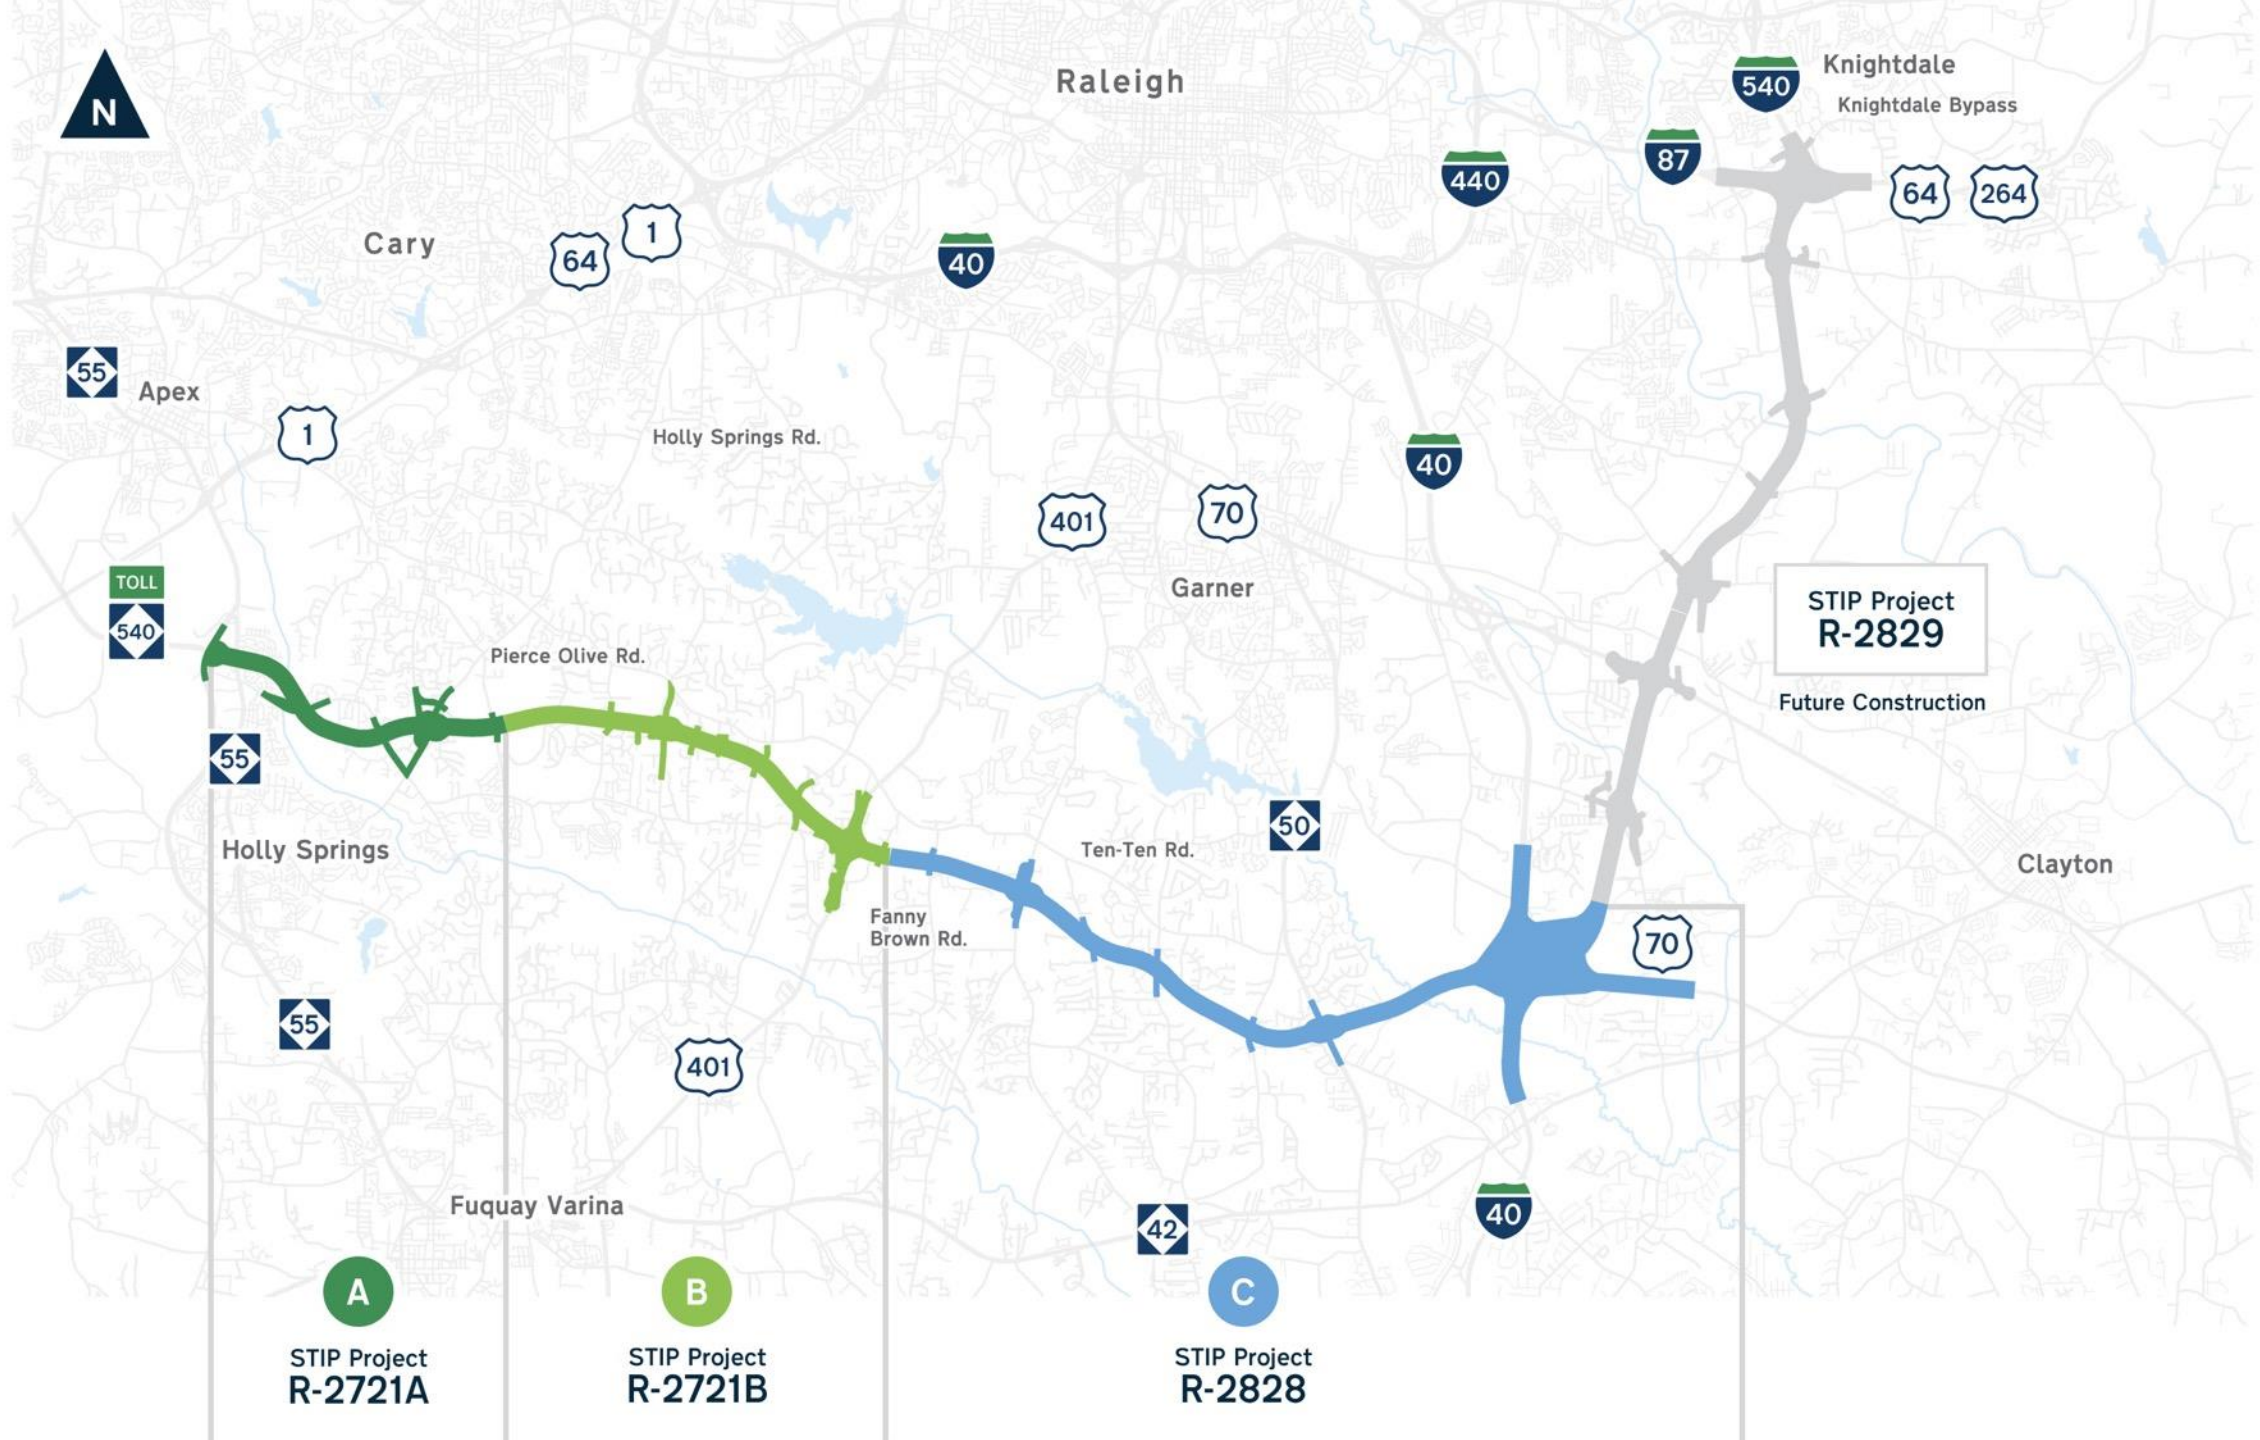 N
Raleigh
540
Knightdale
Knightdale Bypass
87
440
64
264
Cary
64
1
40
55
Apex
1
Holly Springs Rd.
40
401
70
Garner
TOLL
540
Pierce Olive Rd.
STIP Project
R-2829
Future Construction
55
Holly Springs
50
Ten-Ten Rd.
Clayton
Fanny
Brown Rd.
70
55
401
Fuquay Varina
42
40
A
STIP Project
R-2721A
B
STIP Project
R-2721B
C
STIP Project
R-2828